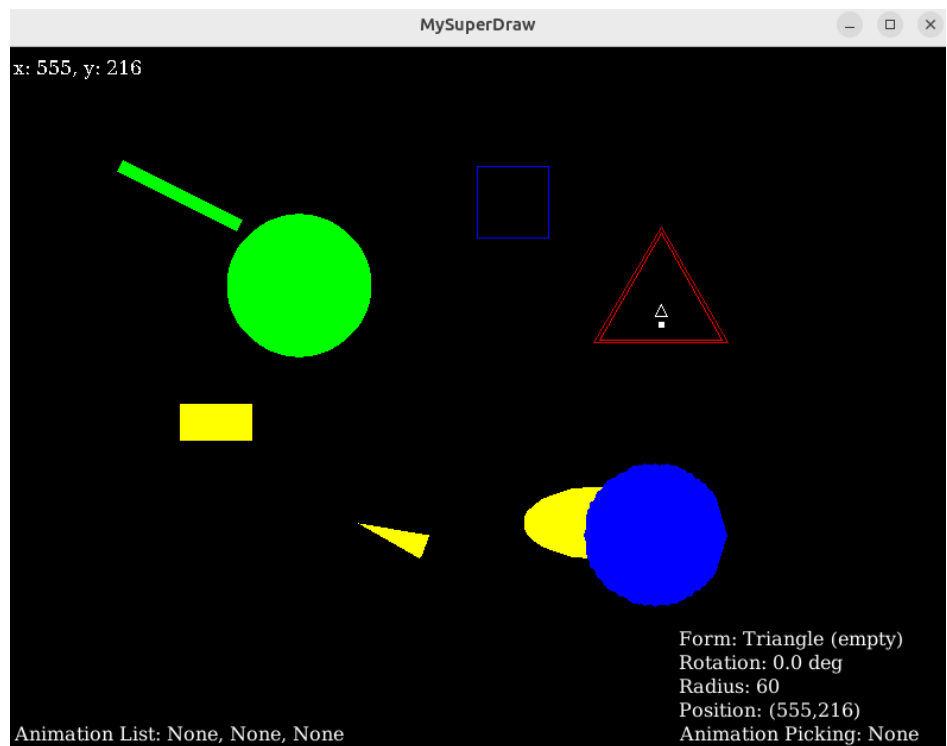 MySuperDraw
x: 555, y: 216
Form: Triangle (empty)
Rotation: 0.0 deg
Radius: 60
Position: (555,216)
Animation List: None, None, None
Animation Picking: None